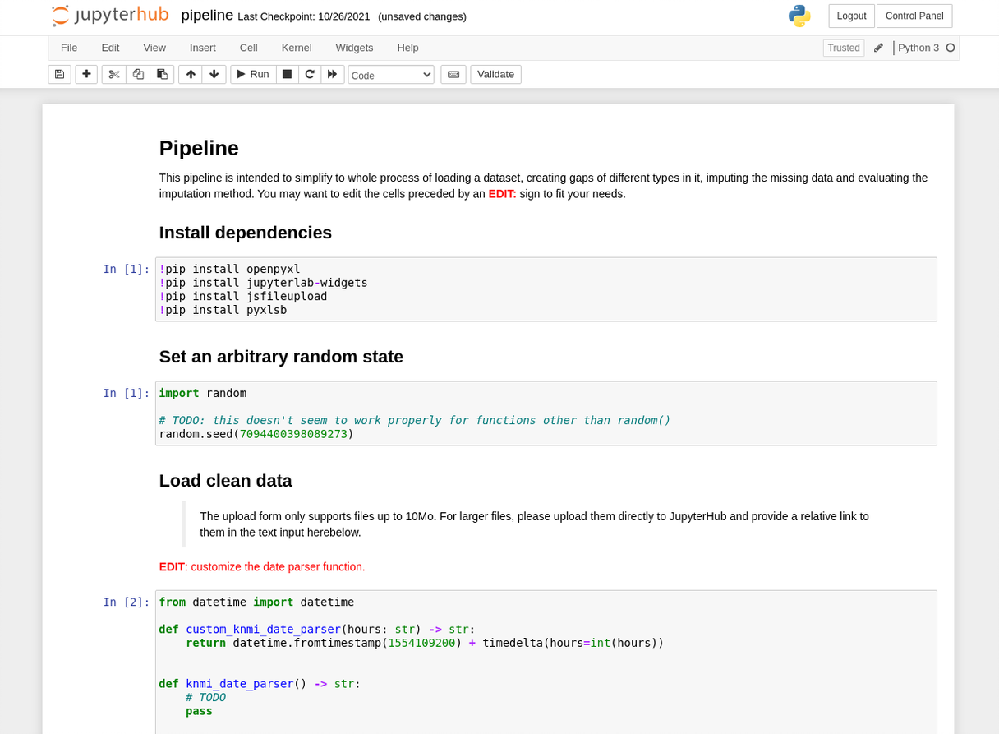 jupyterhub pipeline Last Checkpoint: 10/26/2021 (unsaved changes) Logout Control Panel
File Edit View Insert Cell Kernel Widgets Help Trusted Python 3
Run Code Validate
Pipeline
This pipeline is intended to simplify to whole process of loading a dataset, creating gaps of different types in it, imputing the missing data and evaluating the
imputation method. You may want to edit the cells preceded by an EDIT: sign to fit your needs.
Install dependencies
In [1]: !pip install openpyxl
!pip install jupyterlab-widgets
!pip install jsfileupload
!pip install pyxlsb
Set an arbitrary random state
In [1]: import random
# TODO: this doesn't seem to work properly for functions other than random()
random.seed(7094400398089273)
Load clean data
The upload form only supports files up to 10Mo. For larger files, please upload them directly to JupyterHub and provide a relative link to
them in the text input herebelow.
EDIT: customize the date parser function.
In [2]: from datetime import datetime
def custom_knmi_date_parser(hours: str) -> str:
    return datetime.fromtimestamp(1554109200) + timedelta(hours=int(hours))
def knmi_date_parser() -> str:
    # TODO
    pass